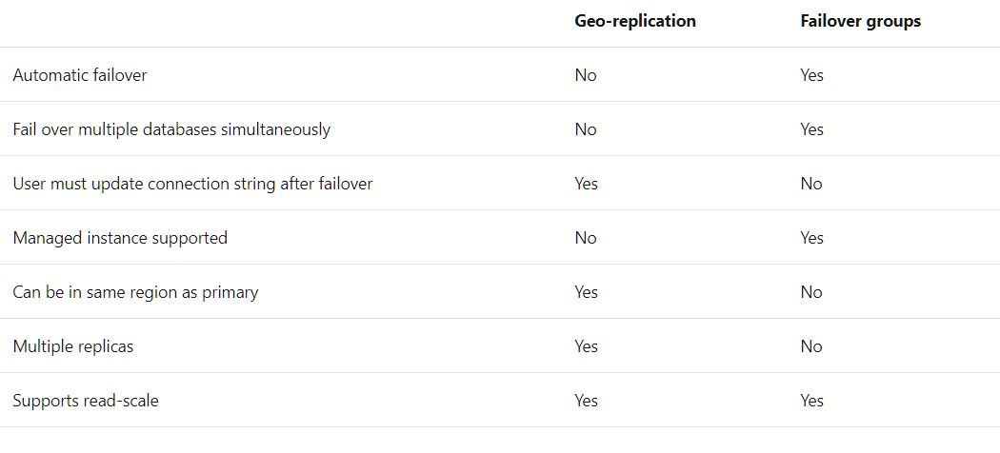 Geo-replication Failover groups
Automatic failover No Yes
Fail over multiple databases simultaneously No Yes
User must update connection string after failover Yes No
Managed instance supported No Yes
Can be in same region as primary Yes No
Multiple replicas Yes No
Supports read-scale Yes Yes